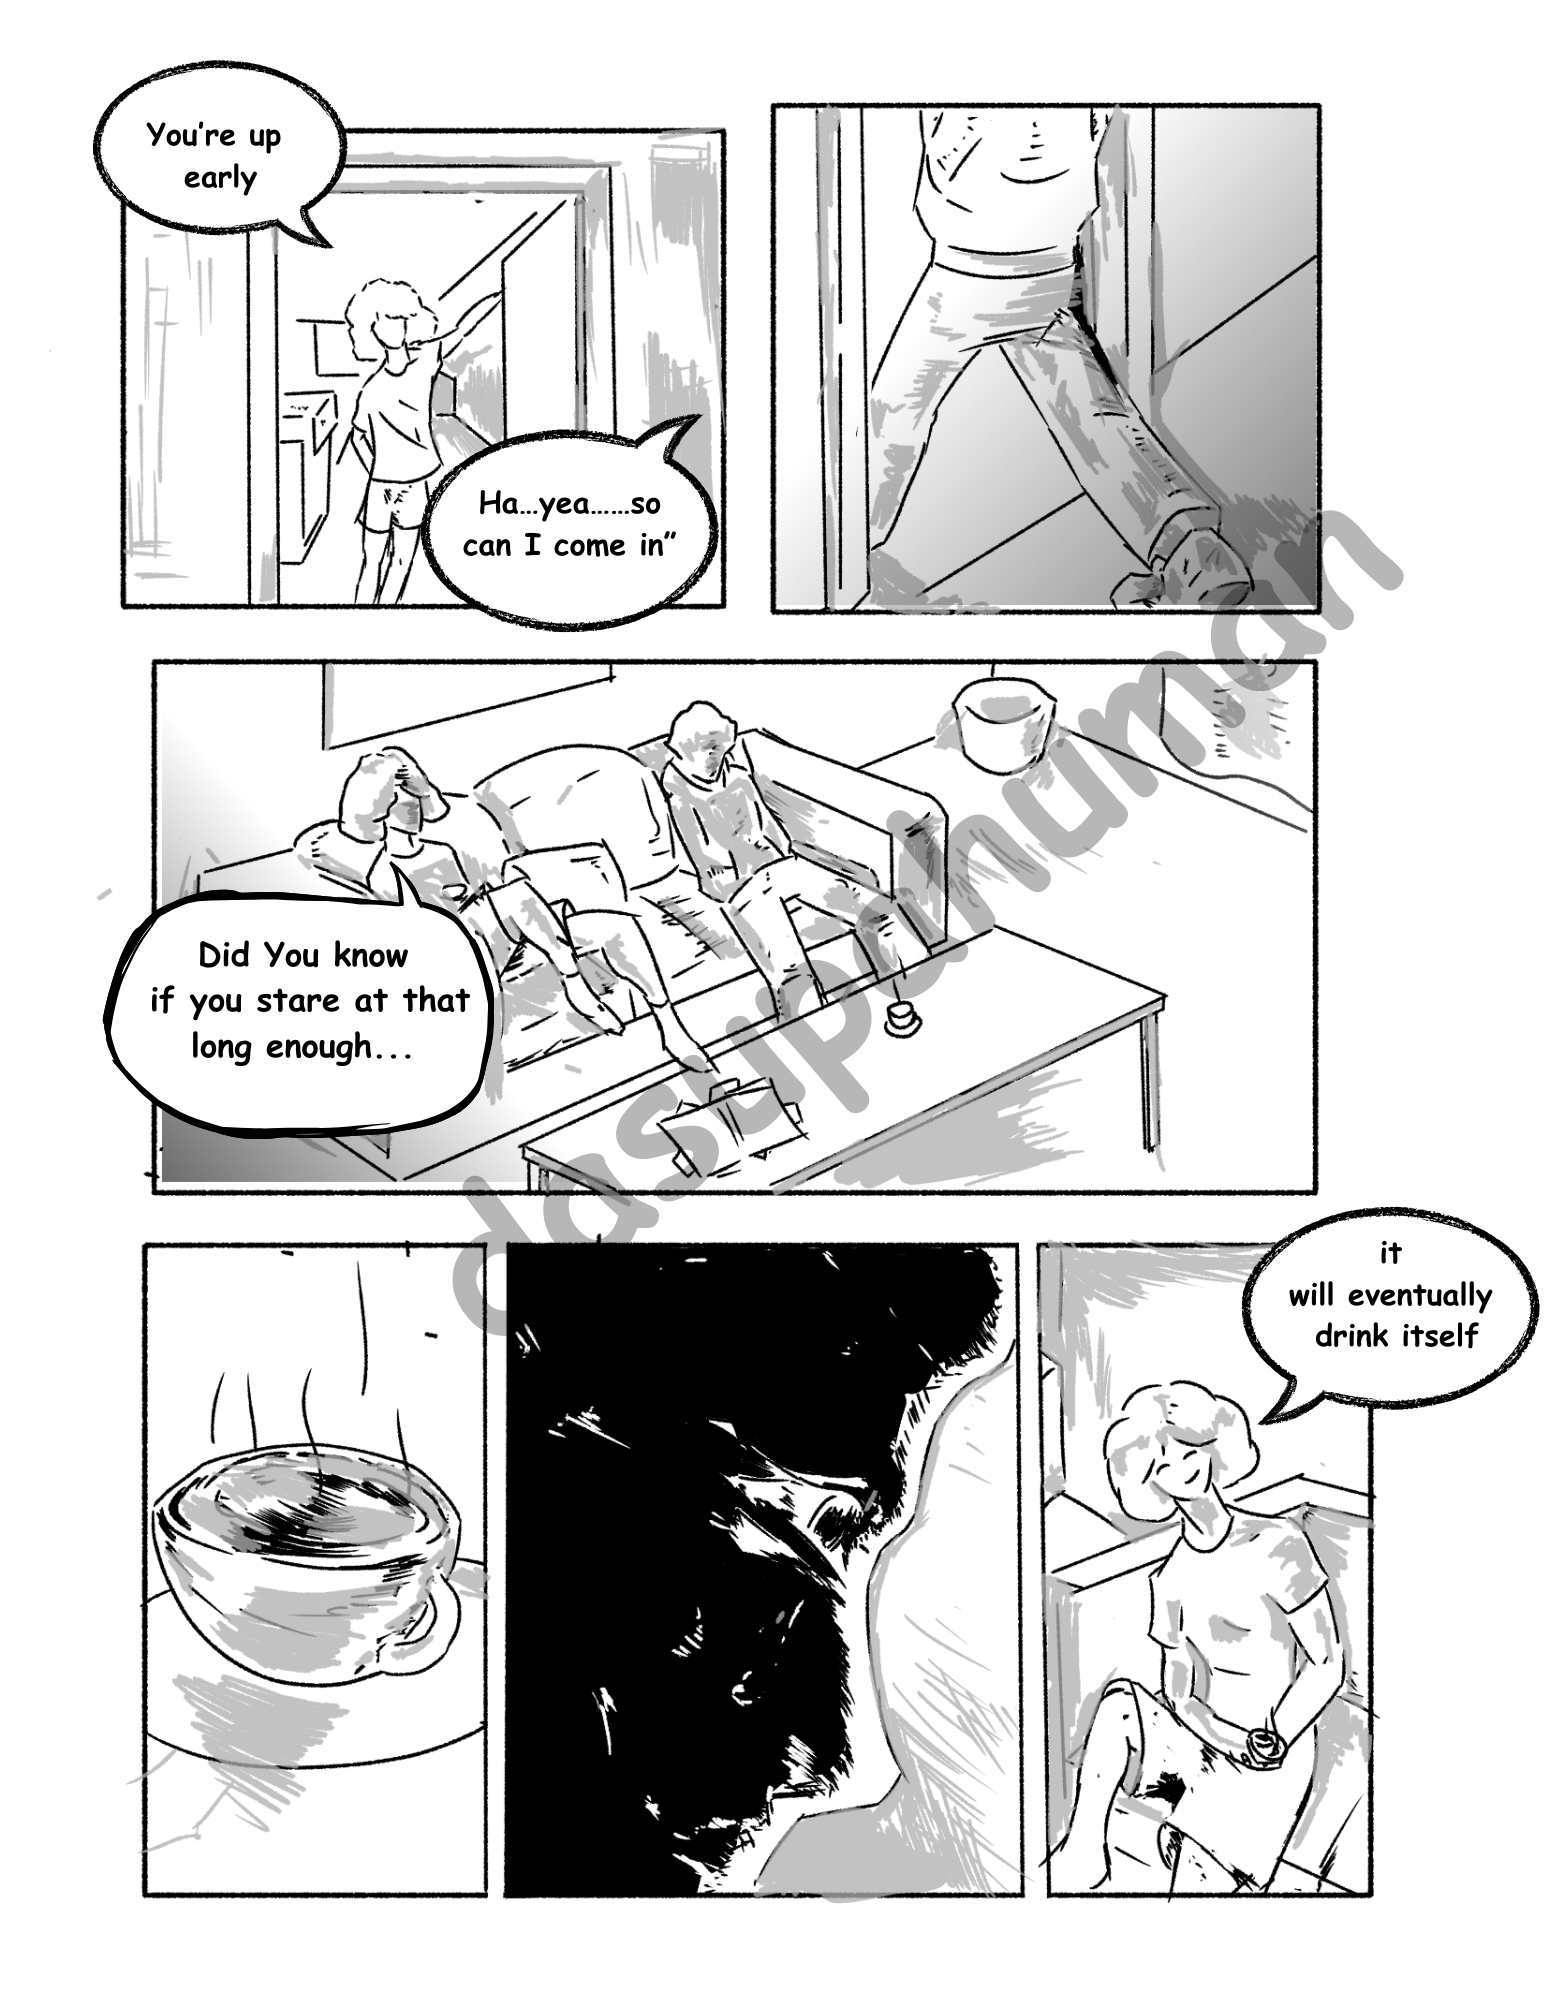 You're up
early
Ha...yea......so
can I come in"
Did You know
if you stare at that
long enough...
it
will eventually
drink itself
dasupahuman